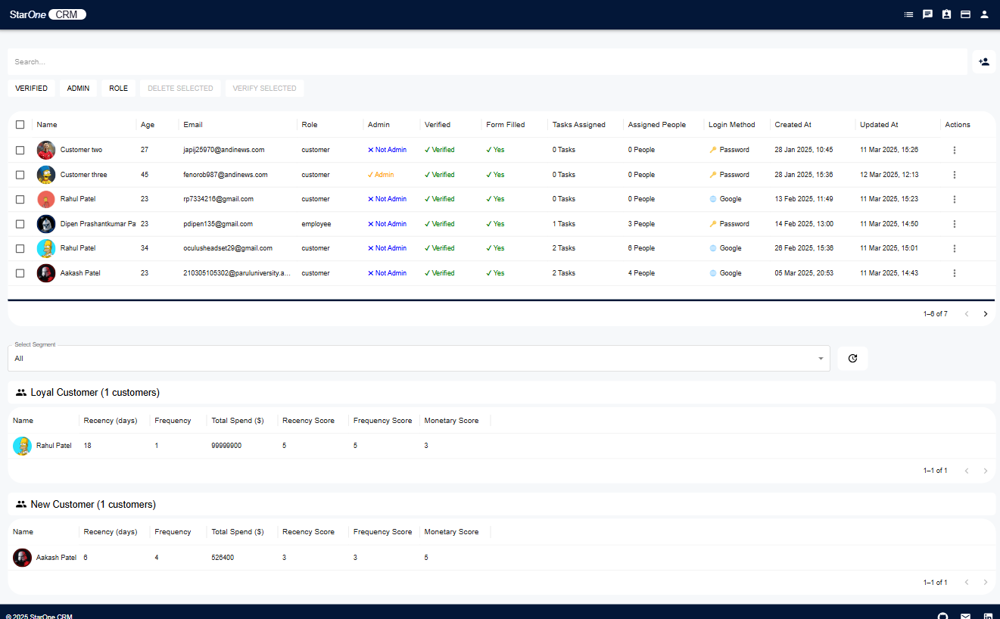 StarOne CRM
Search...
VERIFIED ADMIN ROLE DELETE SELECTED VERIFY SELECTED
Name Age Email Role Admin Verified Form Filled Tasks Assigned Assigned People Login Method Created At Updated At Actions
Customer two 27 japij25970@andinews.com customer ✕ Not Admin ✓ Verified ✓ Yes 0 Tasks 0 People Password 28 Jan 2025, 10:45 11 Mar 2025, 15:26
Customer three 45 fenorob987@andinews.com customer ✓ Admin ✓ Verified ✓ Yes 0 Tasks 0 People Password 28 Jan 2025, 15:36 12 Mar 2025, 12:13
Rahul Patel 23 rp7334216@gmail.com customer ✕ Not Admin ✓ Verified ✓ Yes 0 Tasks 0 People Google 13 Feb 2025, 11:49 11 Mar 2025, 15:23
Dipen Prashantkumar Pa 23 pdipen135@gmail.com employee ✕ Not Admin ✓ Verified ✓ Yes 1 Tasks 3 People Password 14 Feb 2025, 13:00 11 Mar 2025, 14:50
Rahul Patel 34 oculusheadset29@gmail.com customer ✕ Not Admin ✓ Verified ✓ Yes 2 Tasks 6 People Google 26 Feb 2025, 15:36 11 Mar 2025, 15:01
Aakash Patel 23 210305105302@paruluniversity.a... customer ✕ Not Admin ✓ Verified ✓ Yes 2 Tasks 4 People Google 05 Mar 2025, 20:53 11 Mar 2025, 14:43
1–6 of 7
Select Segment
All
Loyal Customer (1 customers)
Name Recency (days) Frequency Total Spend ($) Recency Score Frequency Score Monetary Score
Rahul Patel 18 1 99999900 5 5 3
1–1 of 1
New Customer (1 customers)
Name Recency (days) Frequency Total Spend ($) Recency Score Frequency Score Monetary Score
Aakash Patel 6 4 526400 3 3 5
1–1 of 1
© 2025 StarOne CRM